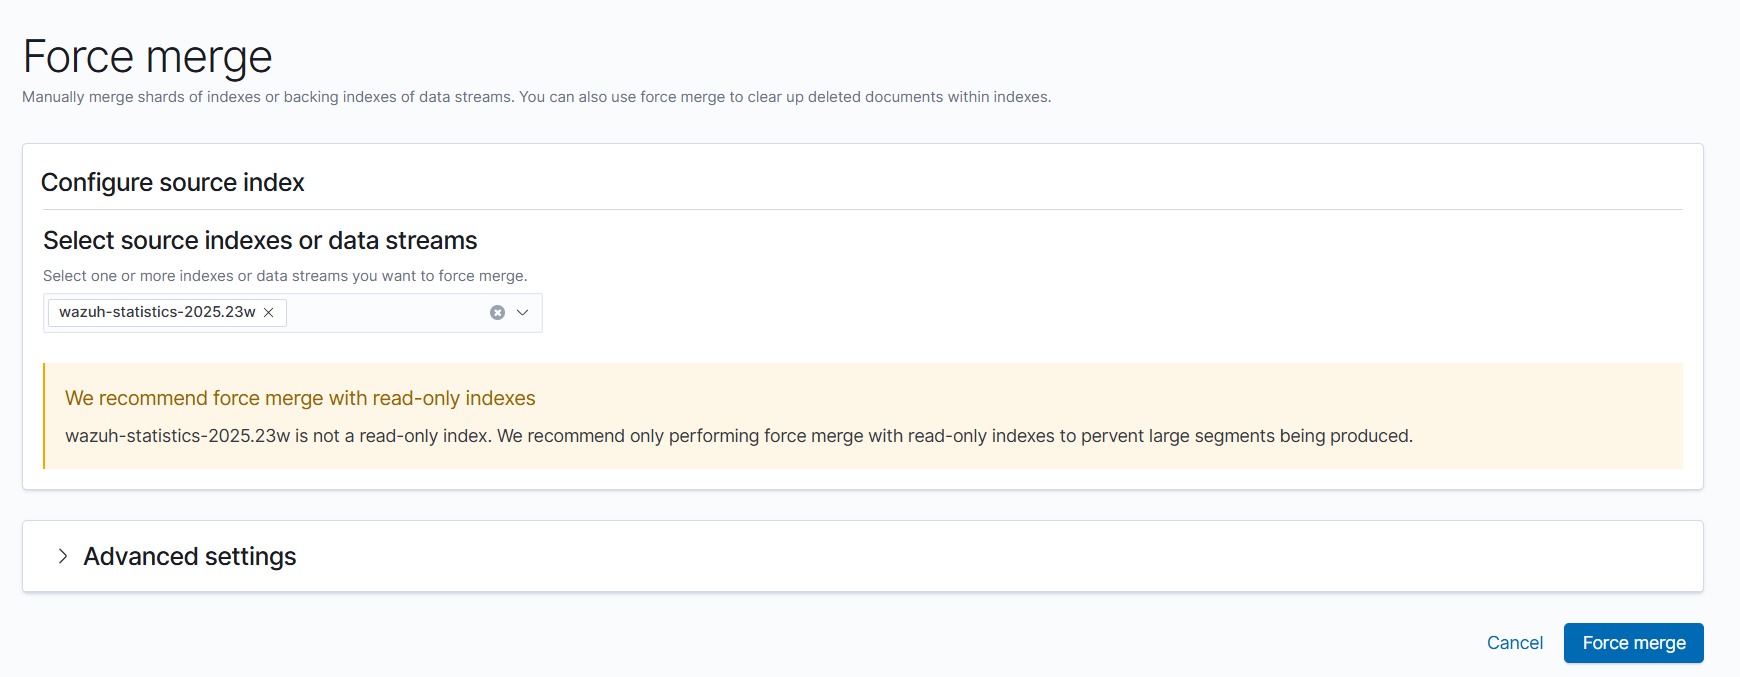 Force merge
Manually merge shards of indexes or backing indexes of data streams. You can also use force merge to clear up deleted documents within indexes.
Configure source index
Select source indexes or data streams
Select one or more indexes or data streams you want to force merge.
wazuh-statistics-2025.23w
We recommend force merge with read-only indexes
wazuh-statistics-2025.23w is not a read-only index. We recommend only performing force merge with read-only indexes to pervent large segments being produced.
Advanced settings
Cancel Force merge